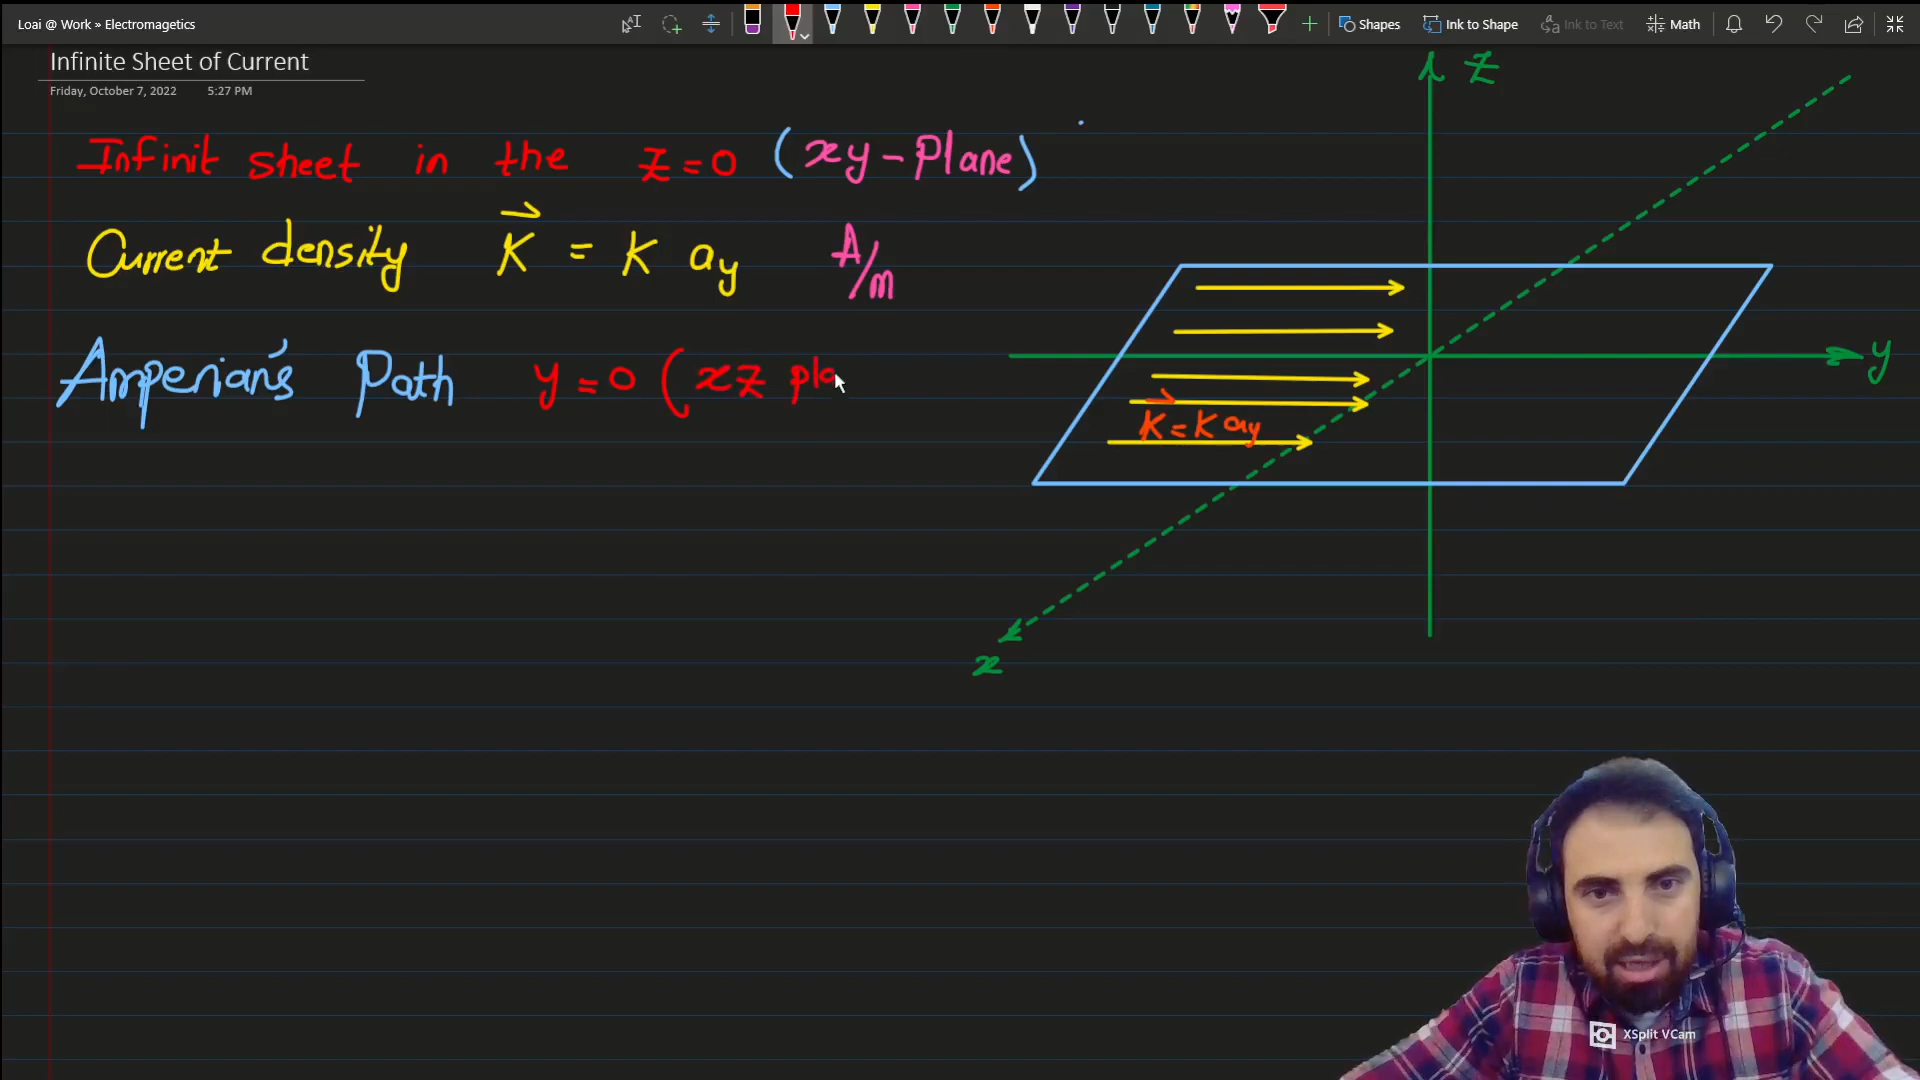 Loai @ Work » Electromagetics
Shapes Ink to Shape Ink to Text Math
Infinite Sheet of Current
Friday, October 7, 2022 5:27 PM
Infinit sheet in the z=0 (xy-Plane)
Current density K = K ay A/m
Amperian's Path y=0 (xz pla
z
y
K = K ay
x
XSplit VCam